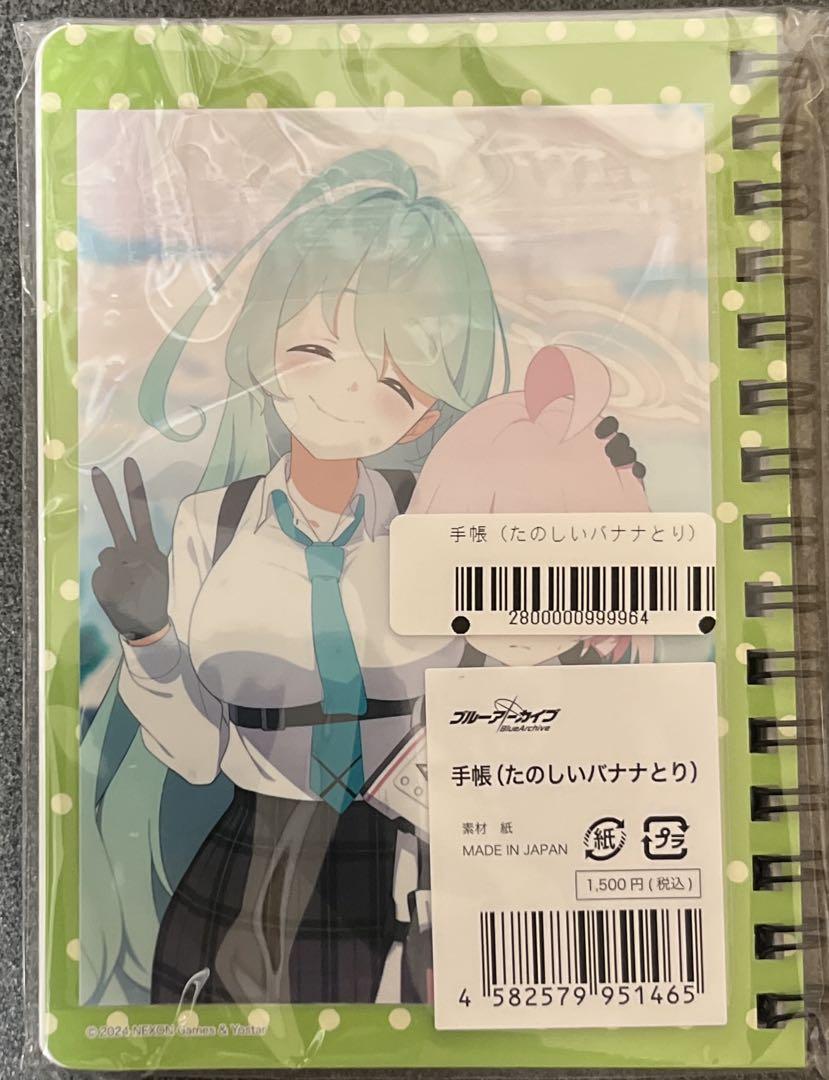 手帳（たのしいバナナとり）
2800000999964
ブルーアーカイブ
BlueArchive
手帳（たのしいバナナとり）
素材　紙
紙
プラ
MADE IN JAPAN
1,500円(税込)
4 582579 951465
©2024 NEXON Games & Yostar